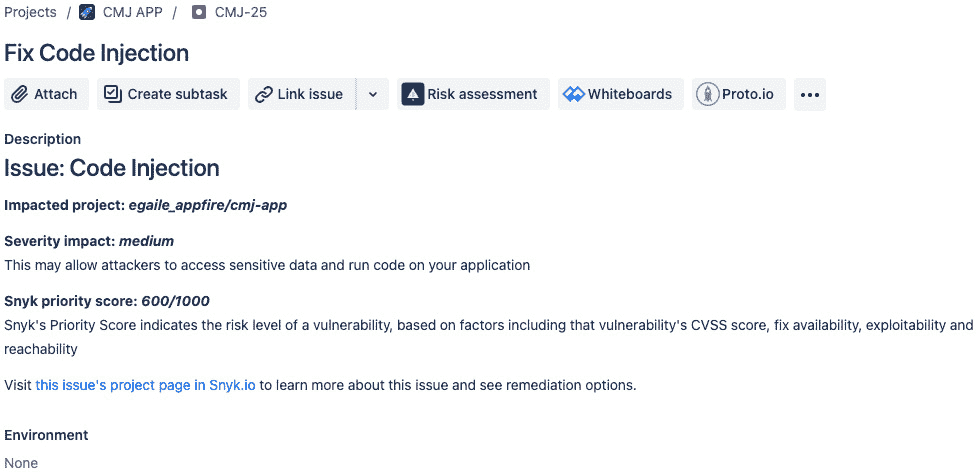 Projects / CMJ APP / CMJ-25
Fix Code Injection
Attach Create subtask Link issue Risk assessment Whiteboards Proto.io
Description
Issue: Code Injection
Impacted project: egaile_appfire/cmj-app
Severity impact: medium
This may allow attackers to access sensitive data and run code on your application
Snyk priority score: 600/1000
Snyk's Priority Score indicates the risk level of a vulnerability, based on factors including that vulnerability's CVSS score, fix availability, exploitability and
reachability
Visit this issue's project page in Snyk.io to learn more about this issue and see remediation options.
Environment
None